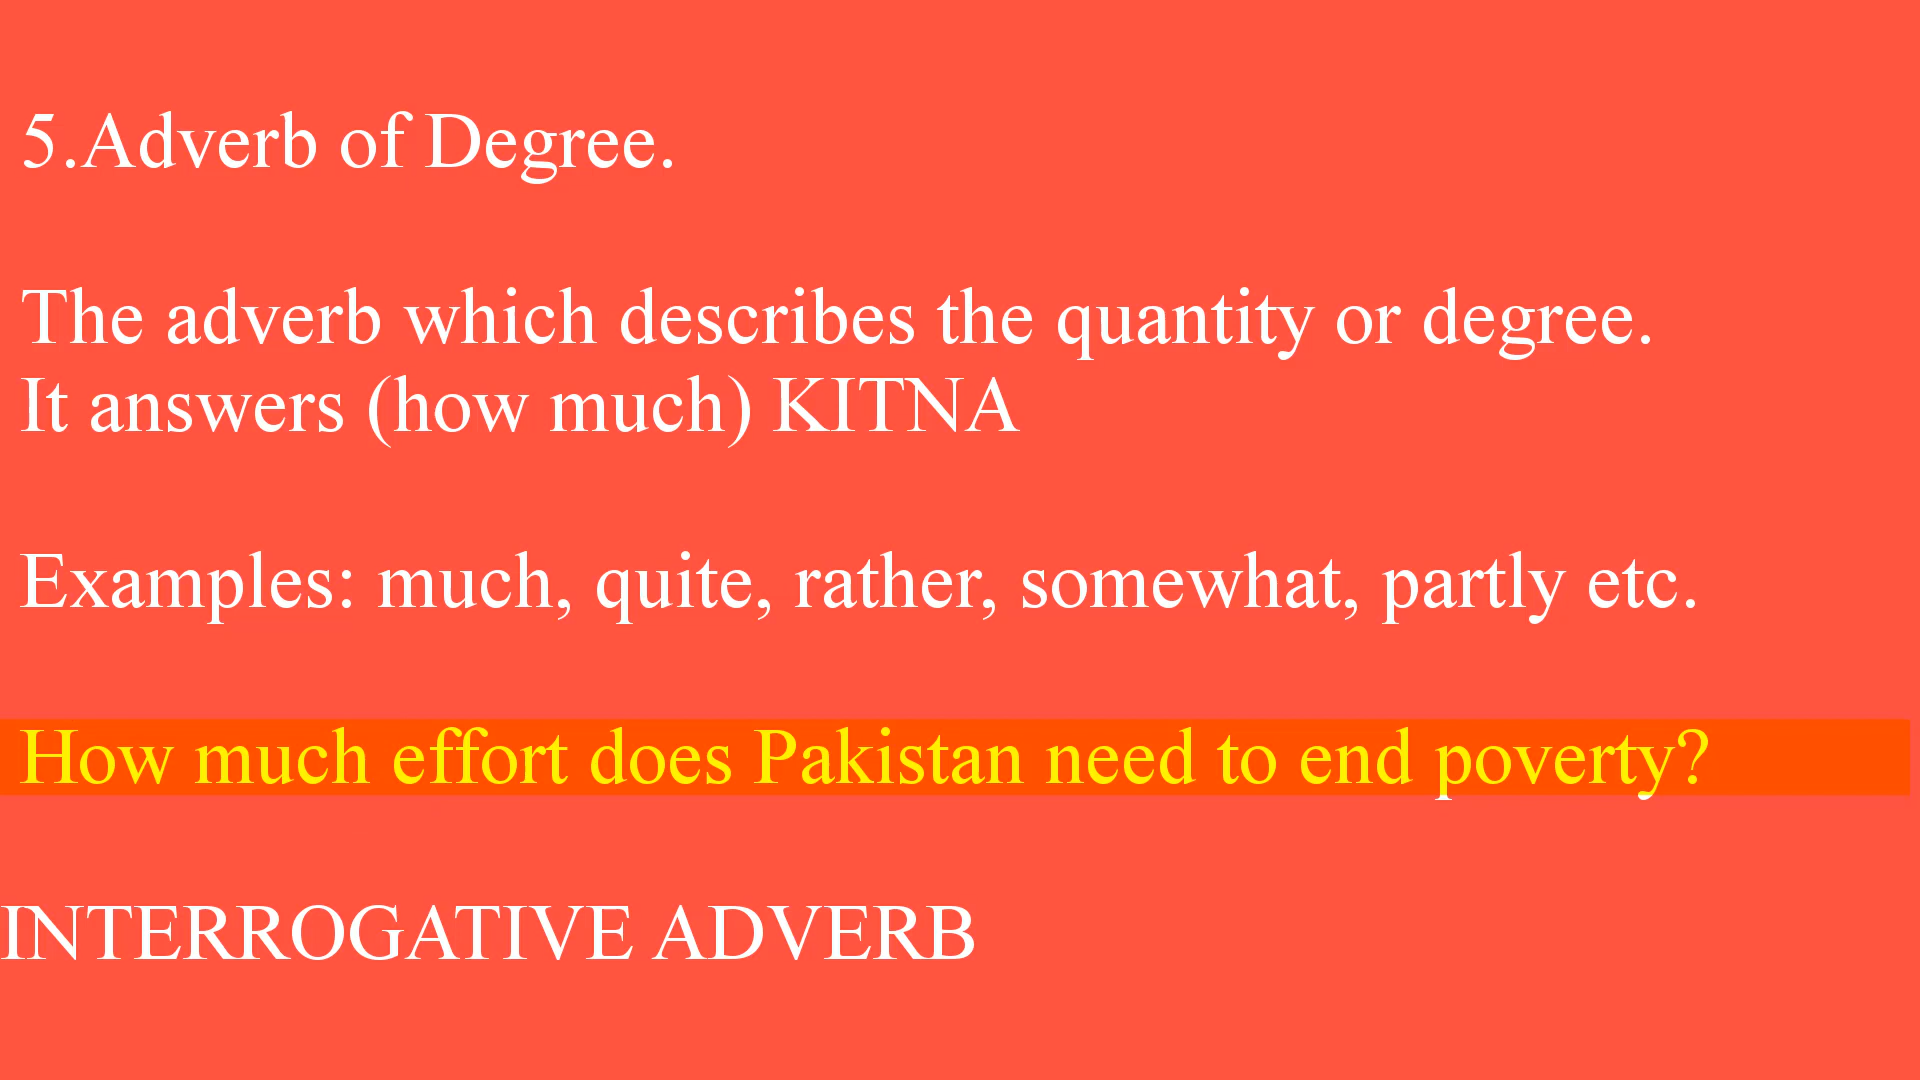 5.Adverb of Degree.
The adverb which describes the quantity or degree.
It answers (how much) KITNA
Examples: much, quite, rather, somewhat, partly etc.
How much effort does Pakistan need to end poverty?
INTERROGATIVE ADVERB